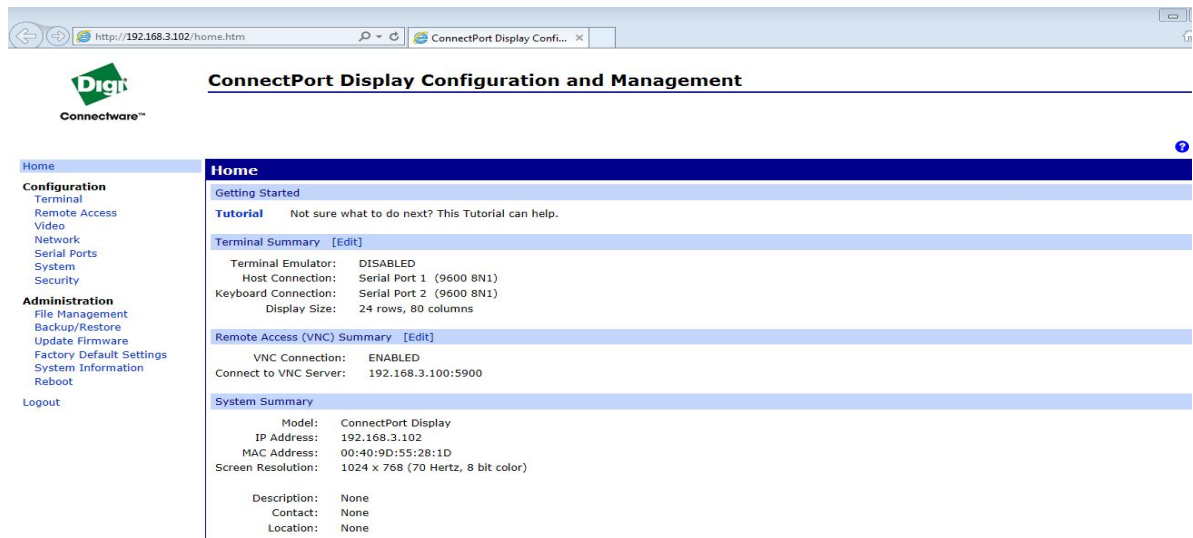 http://192.168.3.102/home.htm
ConnectPort Display Confi...
Digi
Connectware™
ConnectPort Display Configuration and Management
?
Home
Configuration
Terminal
Remote Access
Video
Network
Serial Ports
System
Security
Administration
File Management
Backup/Restore
Update Firmware
Factory Default Settings
System Information
Reboot
Logout
Home
Getting Started
Tutorial Not sure what to do next? This Tutorial can help.
Terminal Summary [Edit]
Terminal Emulator: DISABLED
Host Connection: Serial Port 1 (9600 8N1)
Keyboard Connection: Serial Port 2 (9600 8N1)
Display Size: 24 rows, 80 columns
Remote Access (VNC) Summary [Edit]
VNC Connection: ENABLED
Connect to VNC Server: 192.168.3.100:5900
System Summary
Model: ConnectPort Display
IP Address: 192.168.3.102
MAC Address: 00:40:9D:55:28:1D
Screen Resolution: 1024 x 768 (70 Hertz, 8 bit color)
Description: None
Contact: None
Location: None